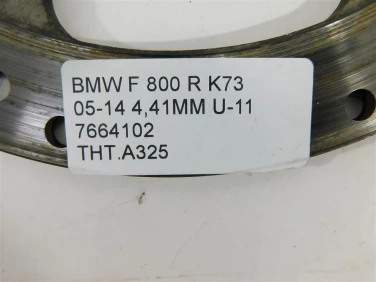 BMW F 800 R K73
05-14 4,41MM U-11
7664102
THT.A325